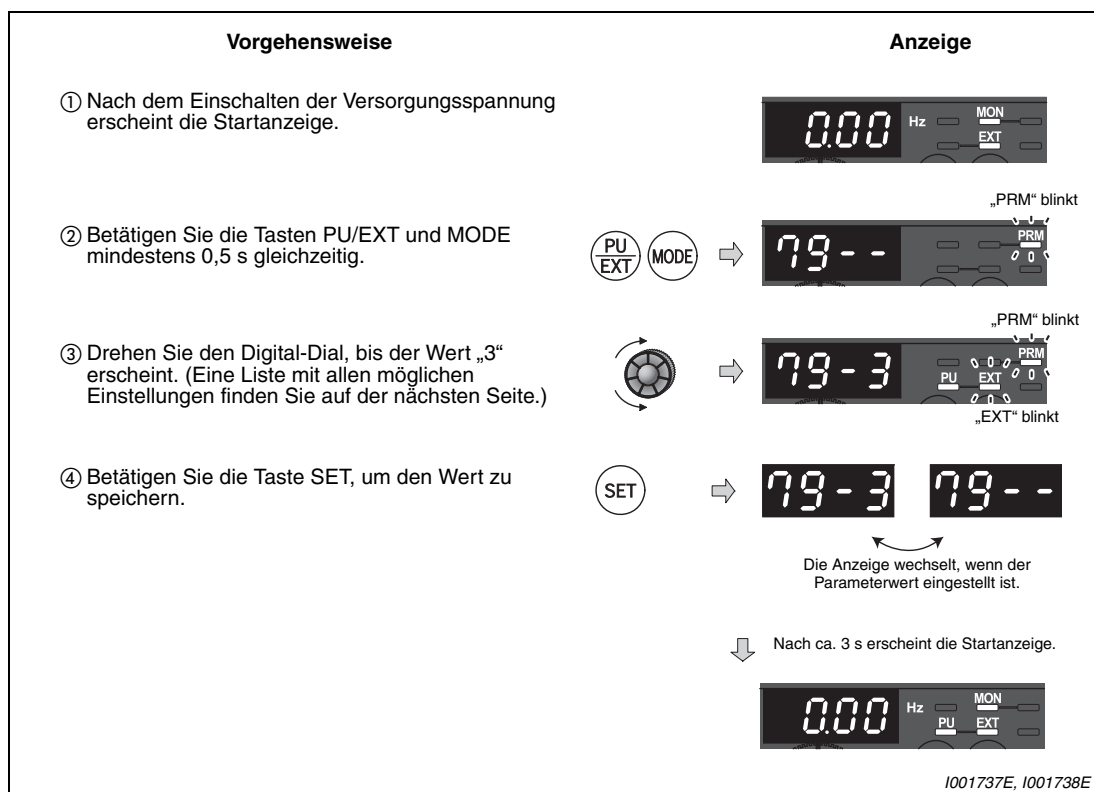 Vorgehensweise
Anzeige
① Nach dem Einschalten der Versorgungsspannung
erscheint die Startanzeige.
0.00 Hz MON
EXT
② Betätigen Sie die Tasten PU/EXT und MODE
mindestens 0,5 s gleichzeitig.
PU
EXT
MODE
„PRM“ blinkt
79-- PRM
③ Drehen Sie den Digital-Dial, bis der Wert „3“
erscheint. (Eine Liste mit allen möglichen
Einstellungen finden Sie auf der nächsten Seite.)
„PRM“ blinkt
79-3 PRM
PU EXT
„EXT“ blinkt
④ Betätigen Sie die Taste SET, um den Wert zu
speichern.
SET
79-3 79--
Die Anzeige wechselt, wenn der
Parameterwert eingestellt ist.
Nach ca. 3 s erscheint die Startanzeige.
0.00 Hz MON
PU EXT
I001737E, I001738E